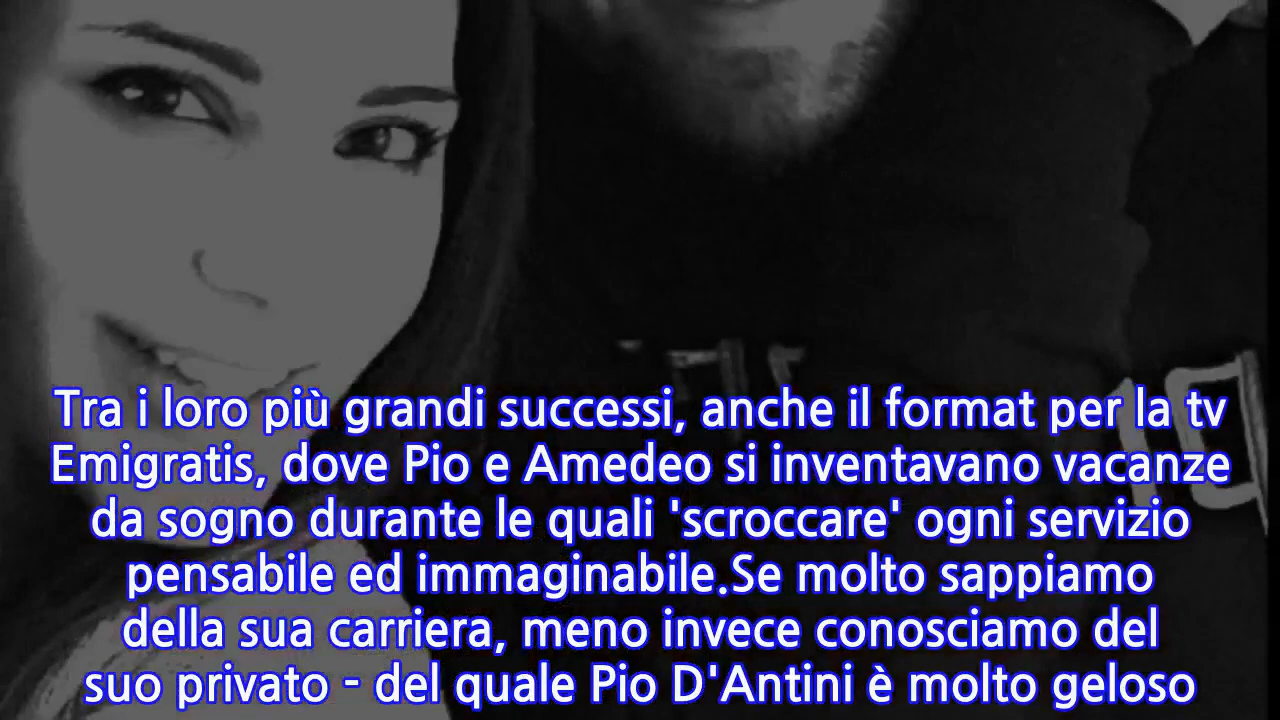 Tra i loro più grandi successi, anche il format per la tv
Emigratis, dove Pio e Amedeo si inventavano vacanze
da sogno durante le quali 'scroccare' ogni servizio
pensabile ed immaginabile.Se molto sappiamo
della sua carriera, meno invece conosciamo del
suo privato - del quale Pio D'Antini è molto geloso